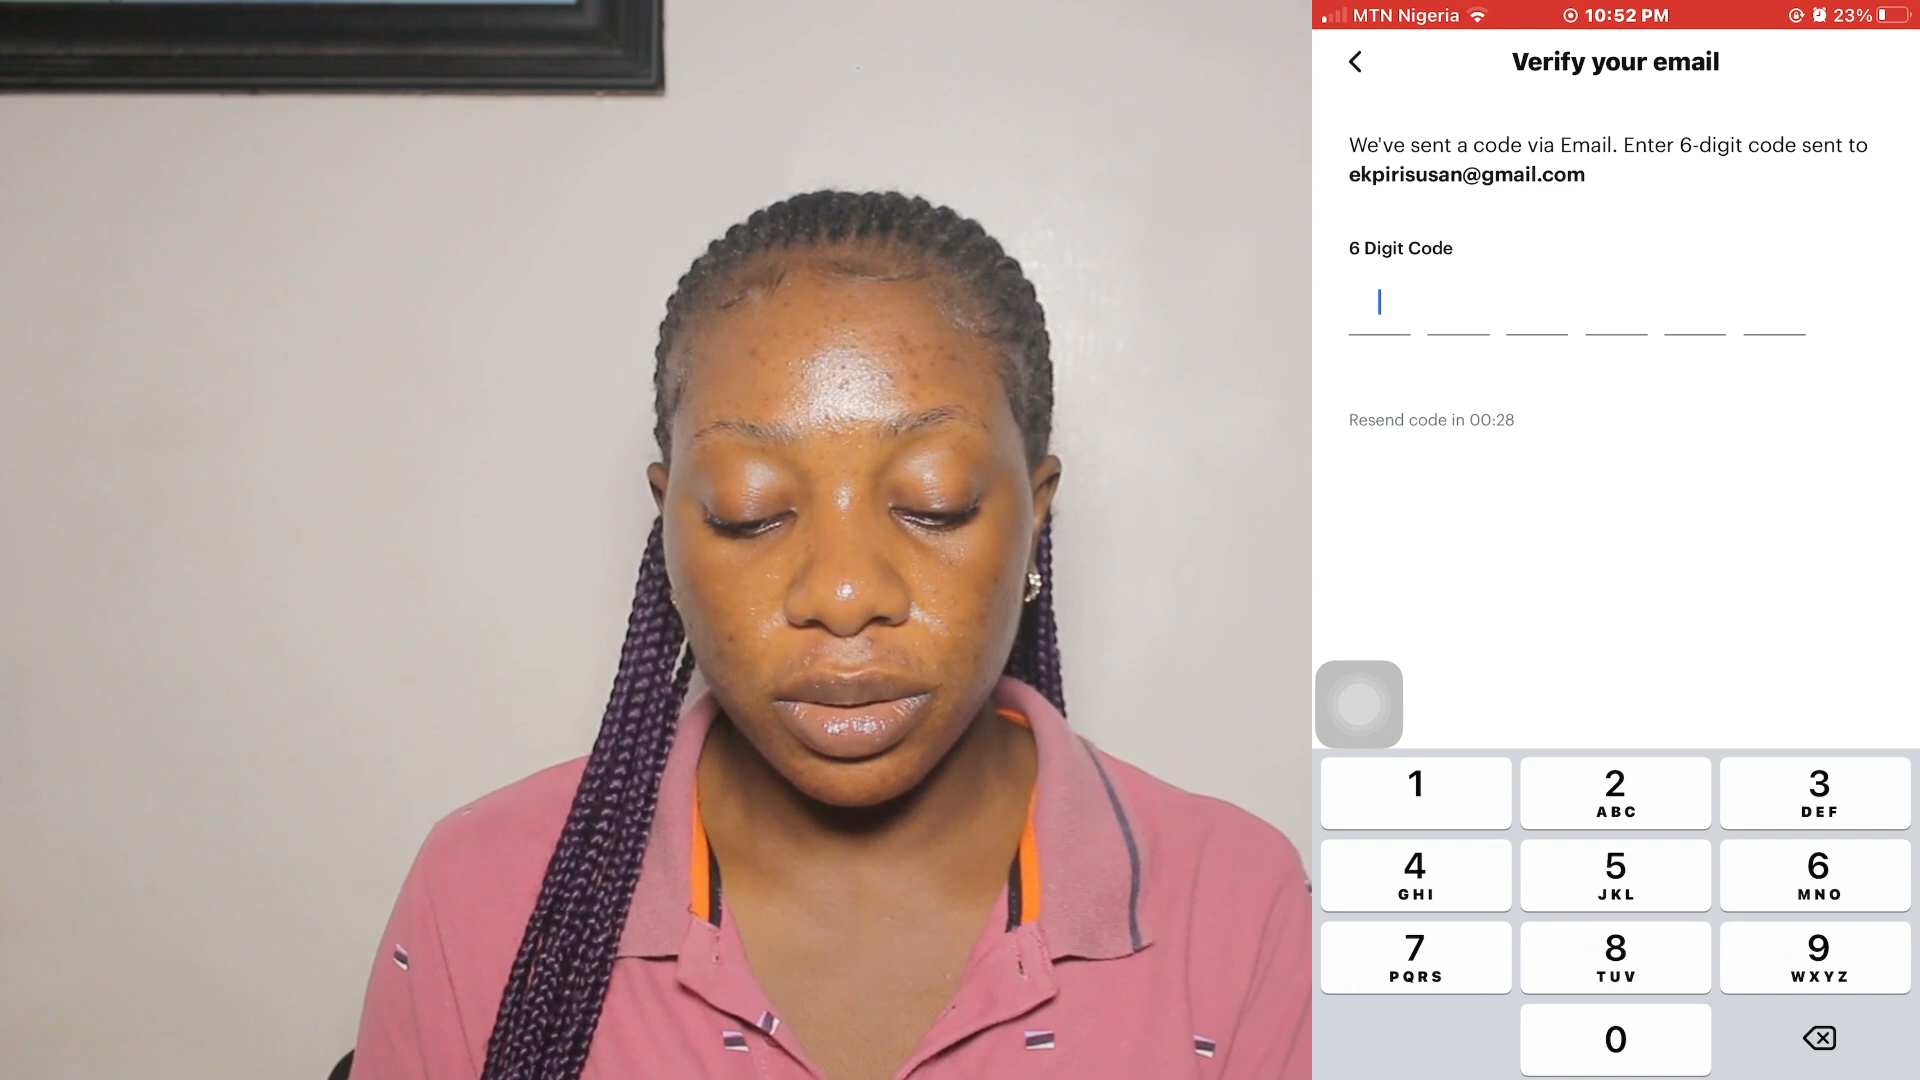 MTN Nigeria 10:52 PM 23%
Verify your email
We've sent a code via Email. Enter 6-digit code sent to
ekpirisusan@gmail.com
6 Digit Code
Resend code in 00:28
1 2 3
ABC DEF
4 5 6
GHI JKL MNO
7 8 9
PQRS TUV WXYZ
0